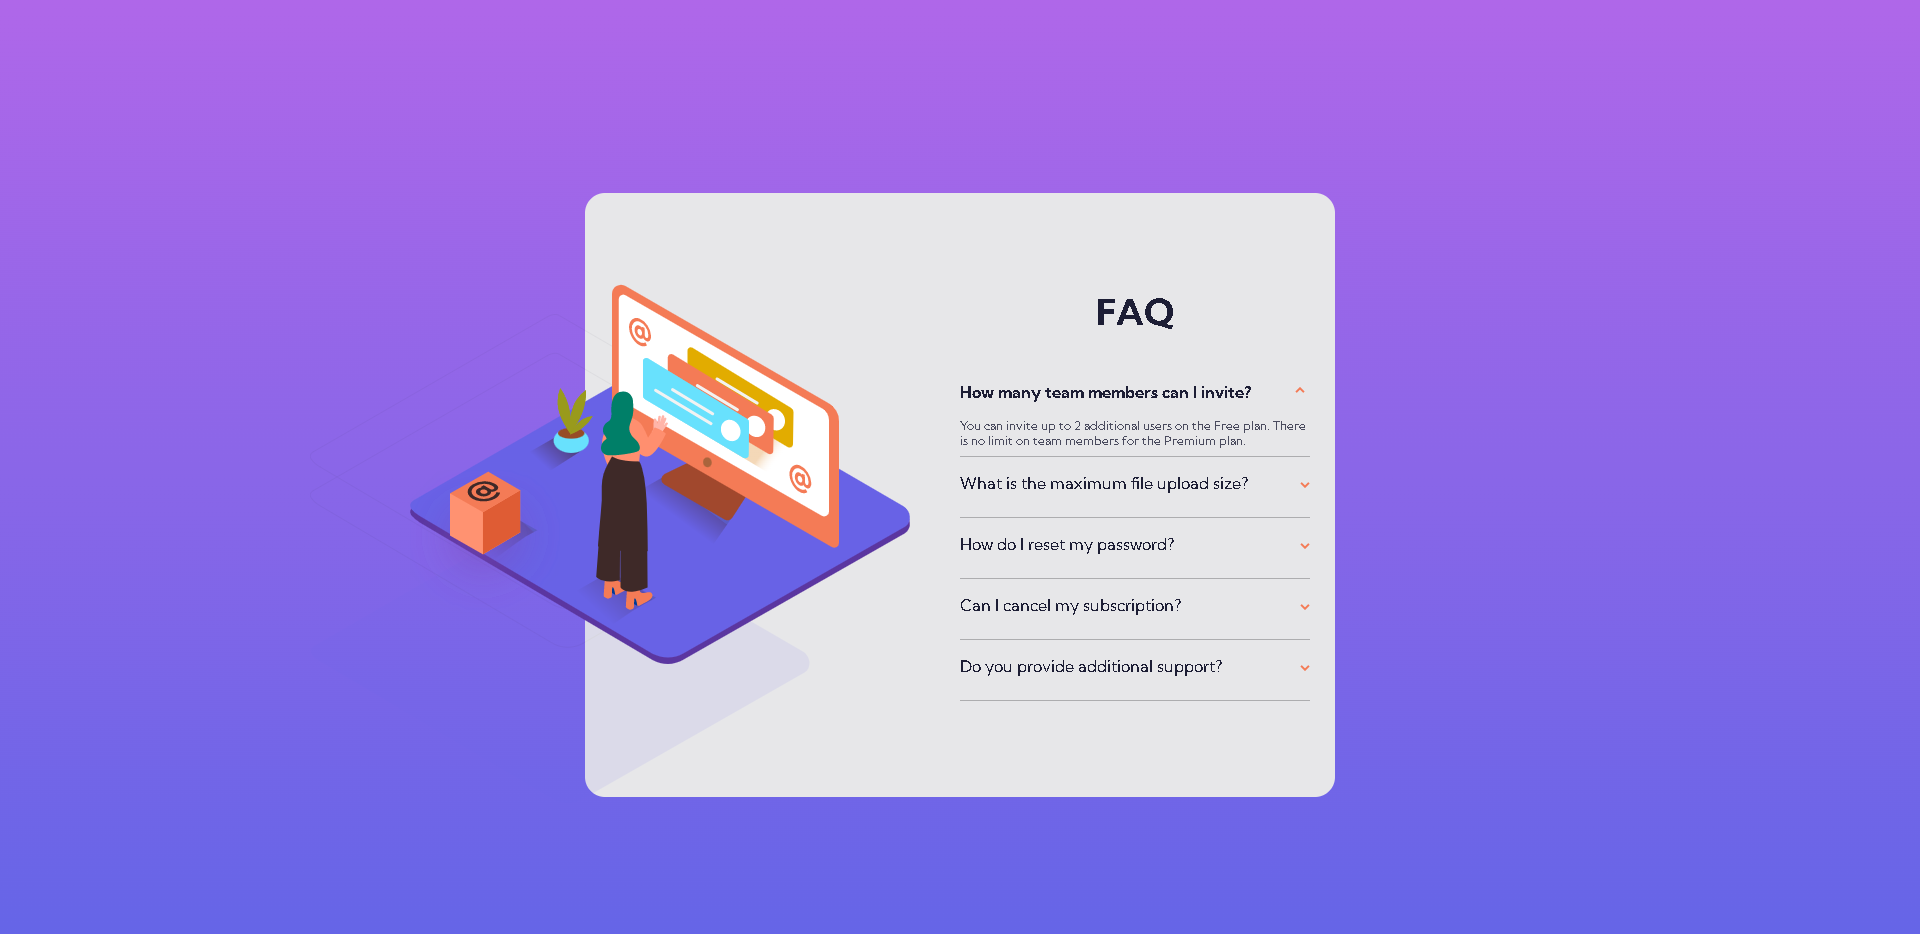 FAQ
How many team members can I invite?
You can invite up to 2 additional users on the Free plan. There
is no limit on team members for the Premium plan.
What is the maximum file upload size?
How do I reset my password?
Can I cancel my subscription?
Do you provide additional support?
@
@
@